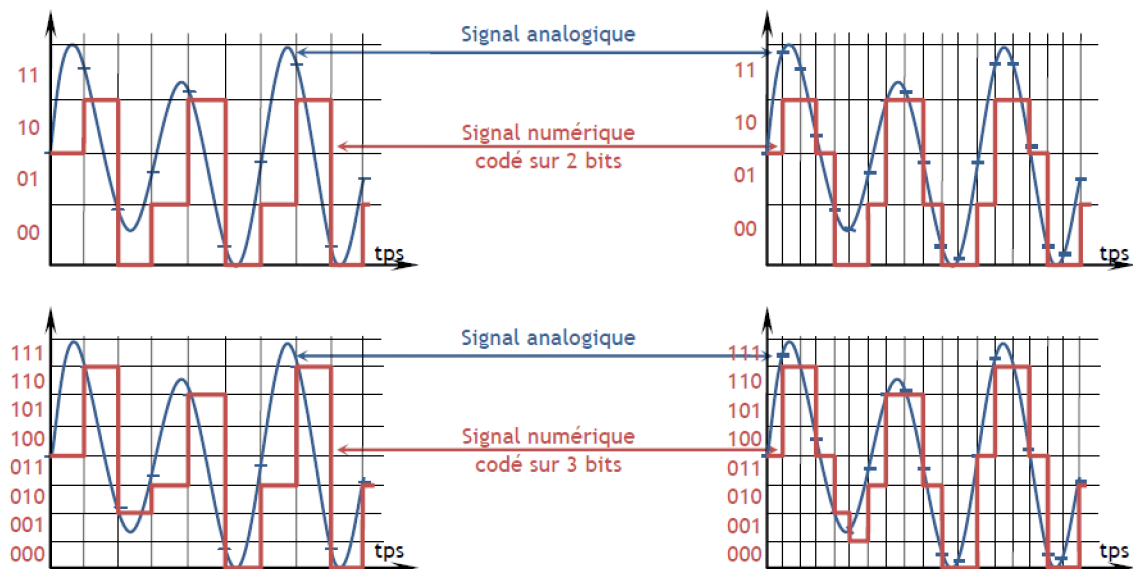 Signal analogique
11
10
01
00
Signal numérique
codé sur 2 bits
tps
11
10
01
00
tps
Signal analogique
111
110
101
100
011
010
001
000
Signal numérique
codé sur 3 bits
tps
111
110
101
100
011
010
001
000
tps